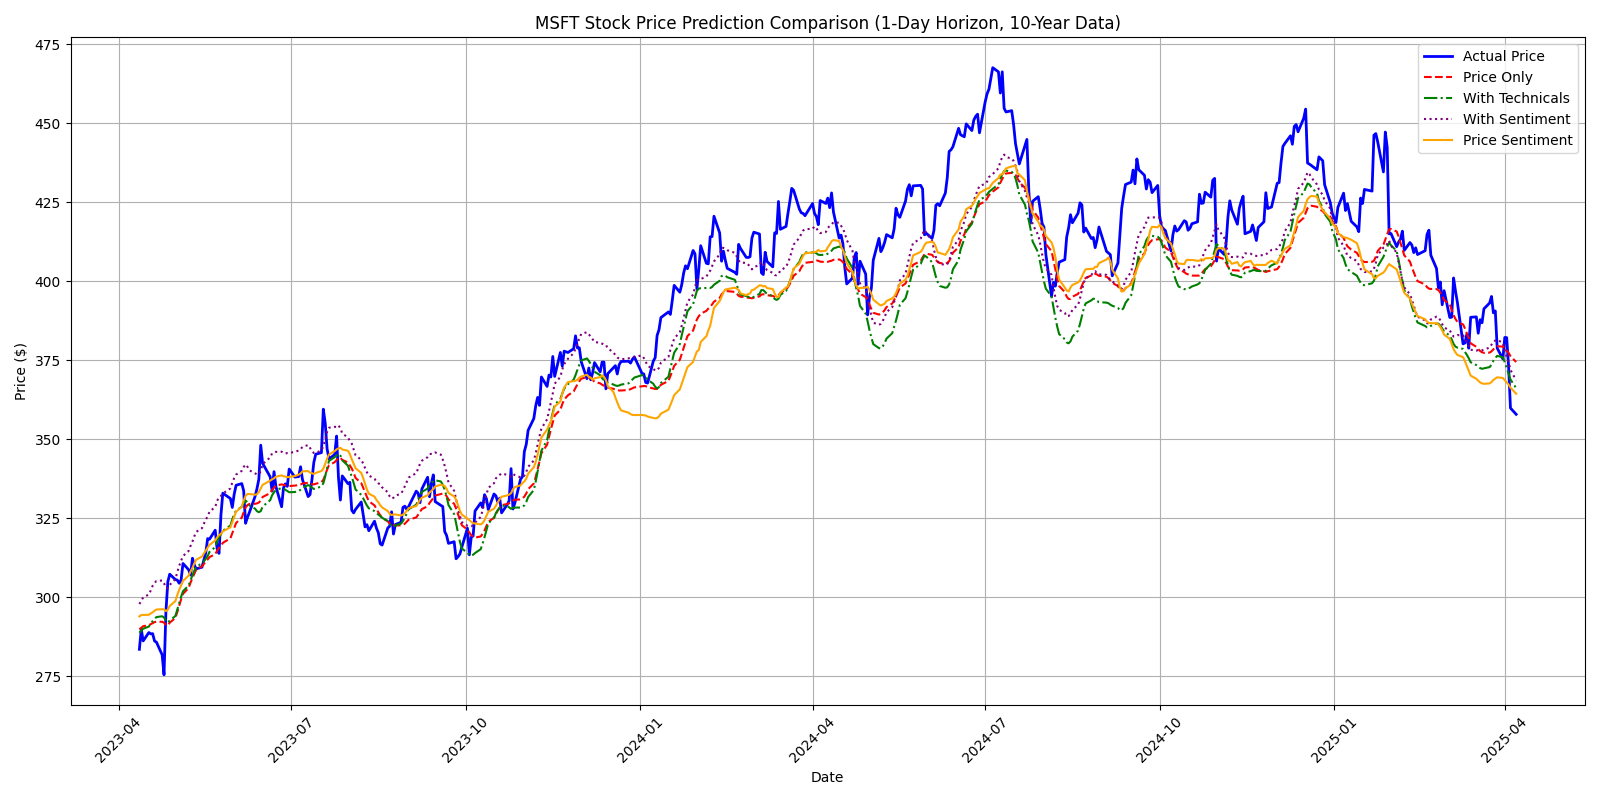 MSFT Stock Price Prediction Comparison (1-Day Horizon, 10-Year Data)
Actual Price
Price Only
With Technicals
With Sentiment
Price Sentiment
Price ($)
475
450
425
400
375
350
325
300
275
2023-04
2023-07
2023-10
2024-01
2024-04
2024-07
2024-10
2025-01
2025-04
Date